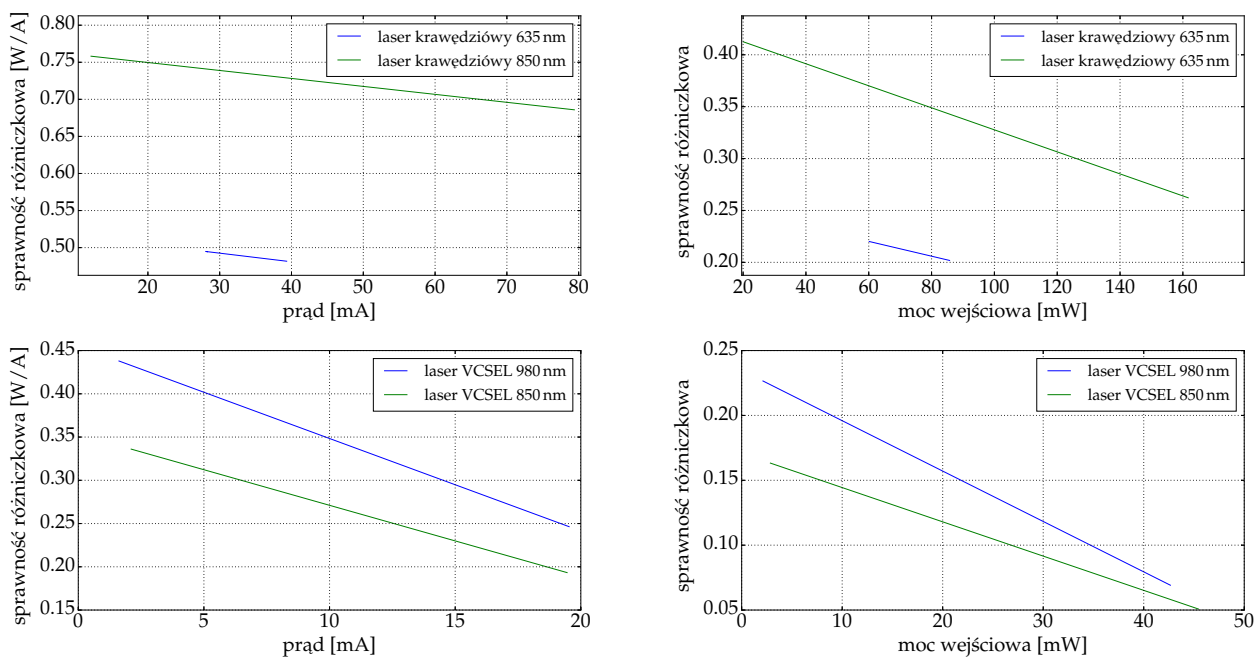 sprawność różniczkowa [W/A]
0.80
0.75
0.70
0.65
0.60
0.55
0.50
laser krawędziówy 635 nm
laser krawędziówy 850 nm
20 30 40 50 60 70 80
prąd [mA]
sprawność różniczkowa
0.40
0.35
0.30
0.25
0.20
laser krawędziowy 635 nm
laser krawędziowy 635 nm
20 40 60 80 100 120 140 160
moc wejściowa [mW]
sprawność różniczkowa [W/A]
0.45
0.40
0.35
0.30
0.25
0.20
0.15
laser VCSEL 980 nm
laser VCSEL 850 nm
0 5 10 15 20
prąd [mA]
sprawność różniczkowa
0.25
0.20
0.15
0.10
0.05
laser VCSEL 980 nm
laser VCSEL 850 nm
0 10 20 30 40 50
moc wejściowa [mW]